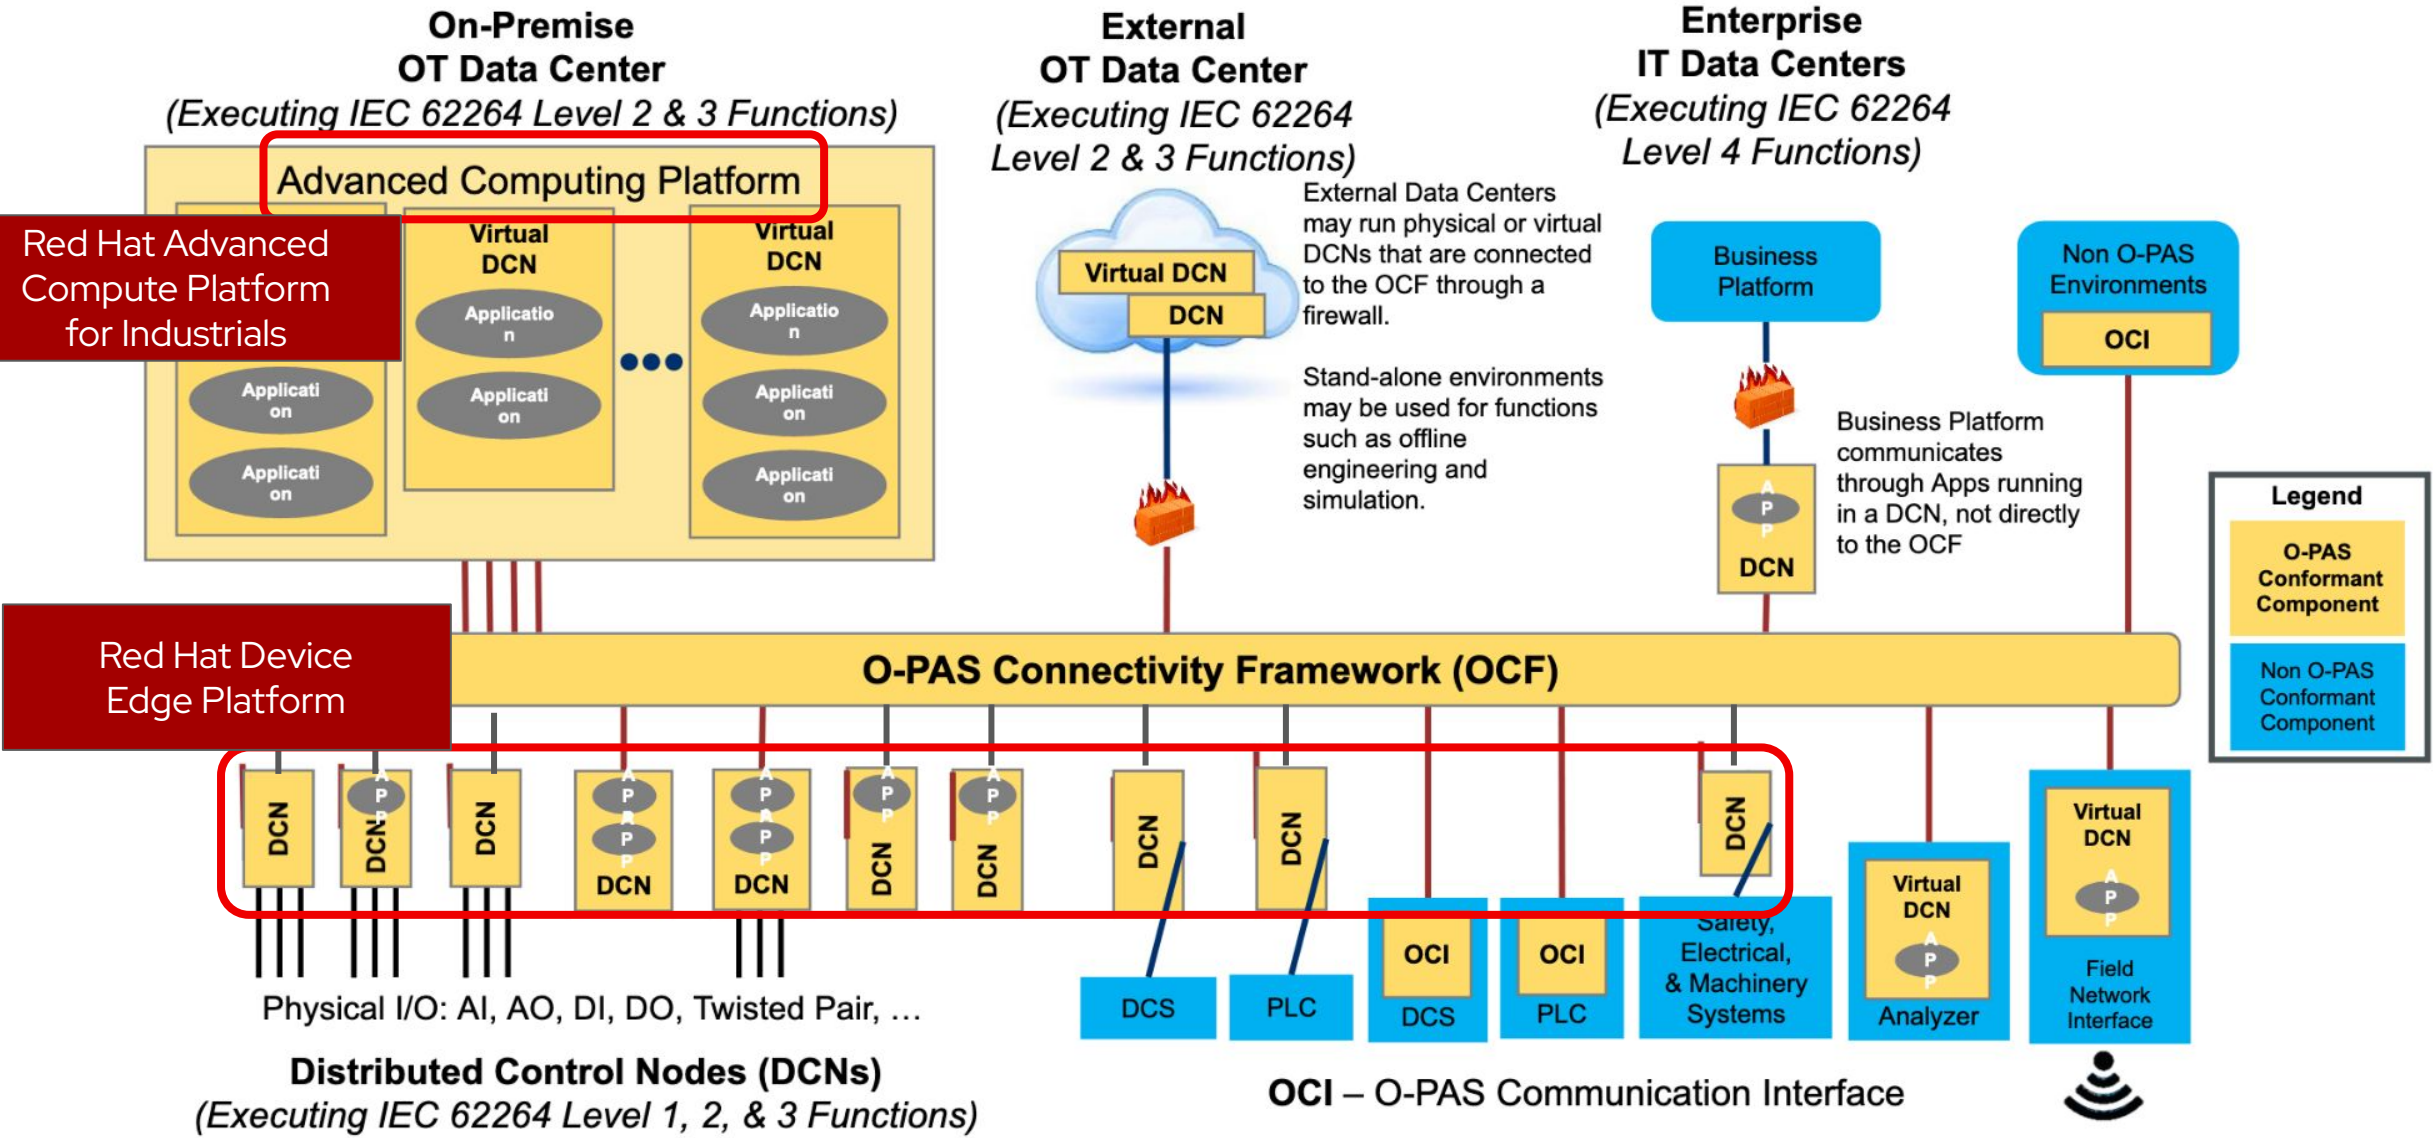 On-Premise
OT Data Center
(Executing IEC 62264 Level 2 & 3 Functions)
External
OT Data Center
(Executing IEC 62264
Level 2 & 3 Functions)
Enterprise
IT Data Centers
(Executing IEC 62264
Level 4 Functions)
Advanced Computing Platform
Red Hat Advanced
Compute Platform
for Industrials
Applicati
on
Applicati
on
Virtual
DCN
Applicatio
n
Applicati
on
Virtual
DCN
Applicatio
n
Applicati
on
Applicati
on
Virtual DCN
DCN
External Data Centers
may run physical or virtual
DCNs that are connected
to the OCF through a
firewall.
Stand-alone environments
may be used for functions
such as offline
engineering and
simulation.
Business
Platform
A
P
P
DCN
Business Platform
communicates
through Apps running
in a DCN, not directly
to the OCF
Non O-PAS
Environments
OCI
Legend
O-PAS
Conformant
Component
Non O-PAS
Conformant
Component
Red Hat Device
Edge Platform
O-PAS Connectivity Framework (OCF)
DCN
A
P
P
DCN
DCN
A
P
A
P
P
DCN
A
P
A
P
P
DCN
A
P
P
DCN
A
P
P
DCN
DCN
DCN
DCN
DCS
PLC
OCI
DCS
OCI
PLC
Safety,
Electrical,
& Machinery
Systems
Virtual
DCN
A
P
P
Analyzer
Virtual
DCN
A
P
P
Field
Network
Interface
Physical I/O: AI, AO, DI, DO, Twisted Pair, …
Distributed Control Nodes (DCNs)
(Executing IEC 62264 Level 1, 2, & 3 Functions)
OCI – O-PAS Communication Interface